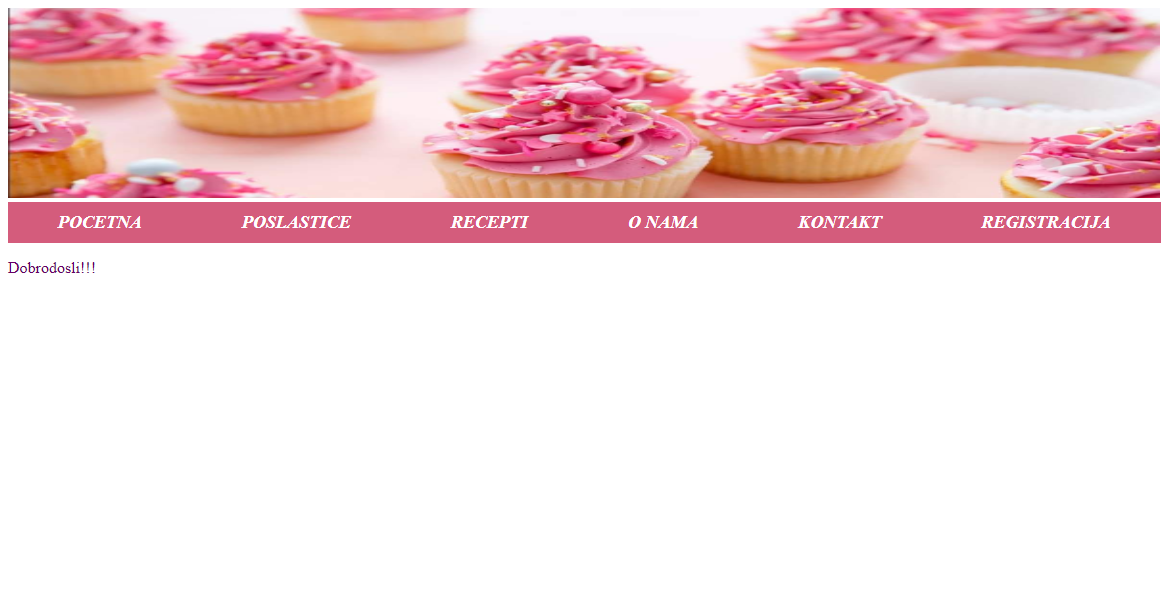 POCETNA POSLASTICE RECEPTI O NAMA KONTAKT REGISTRACIJA
Dobrodosli!!!